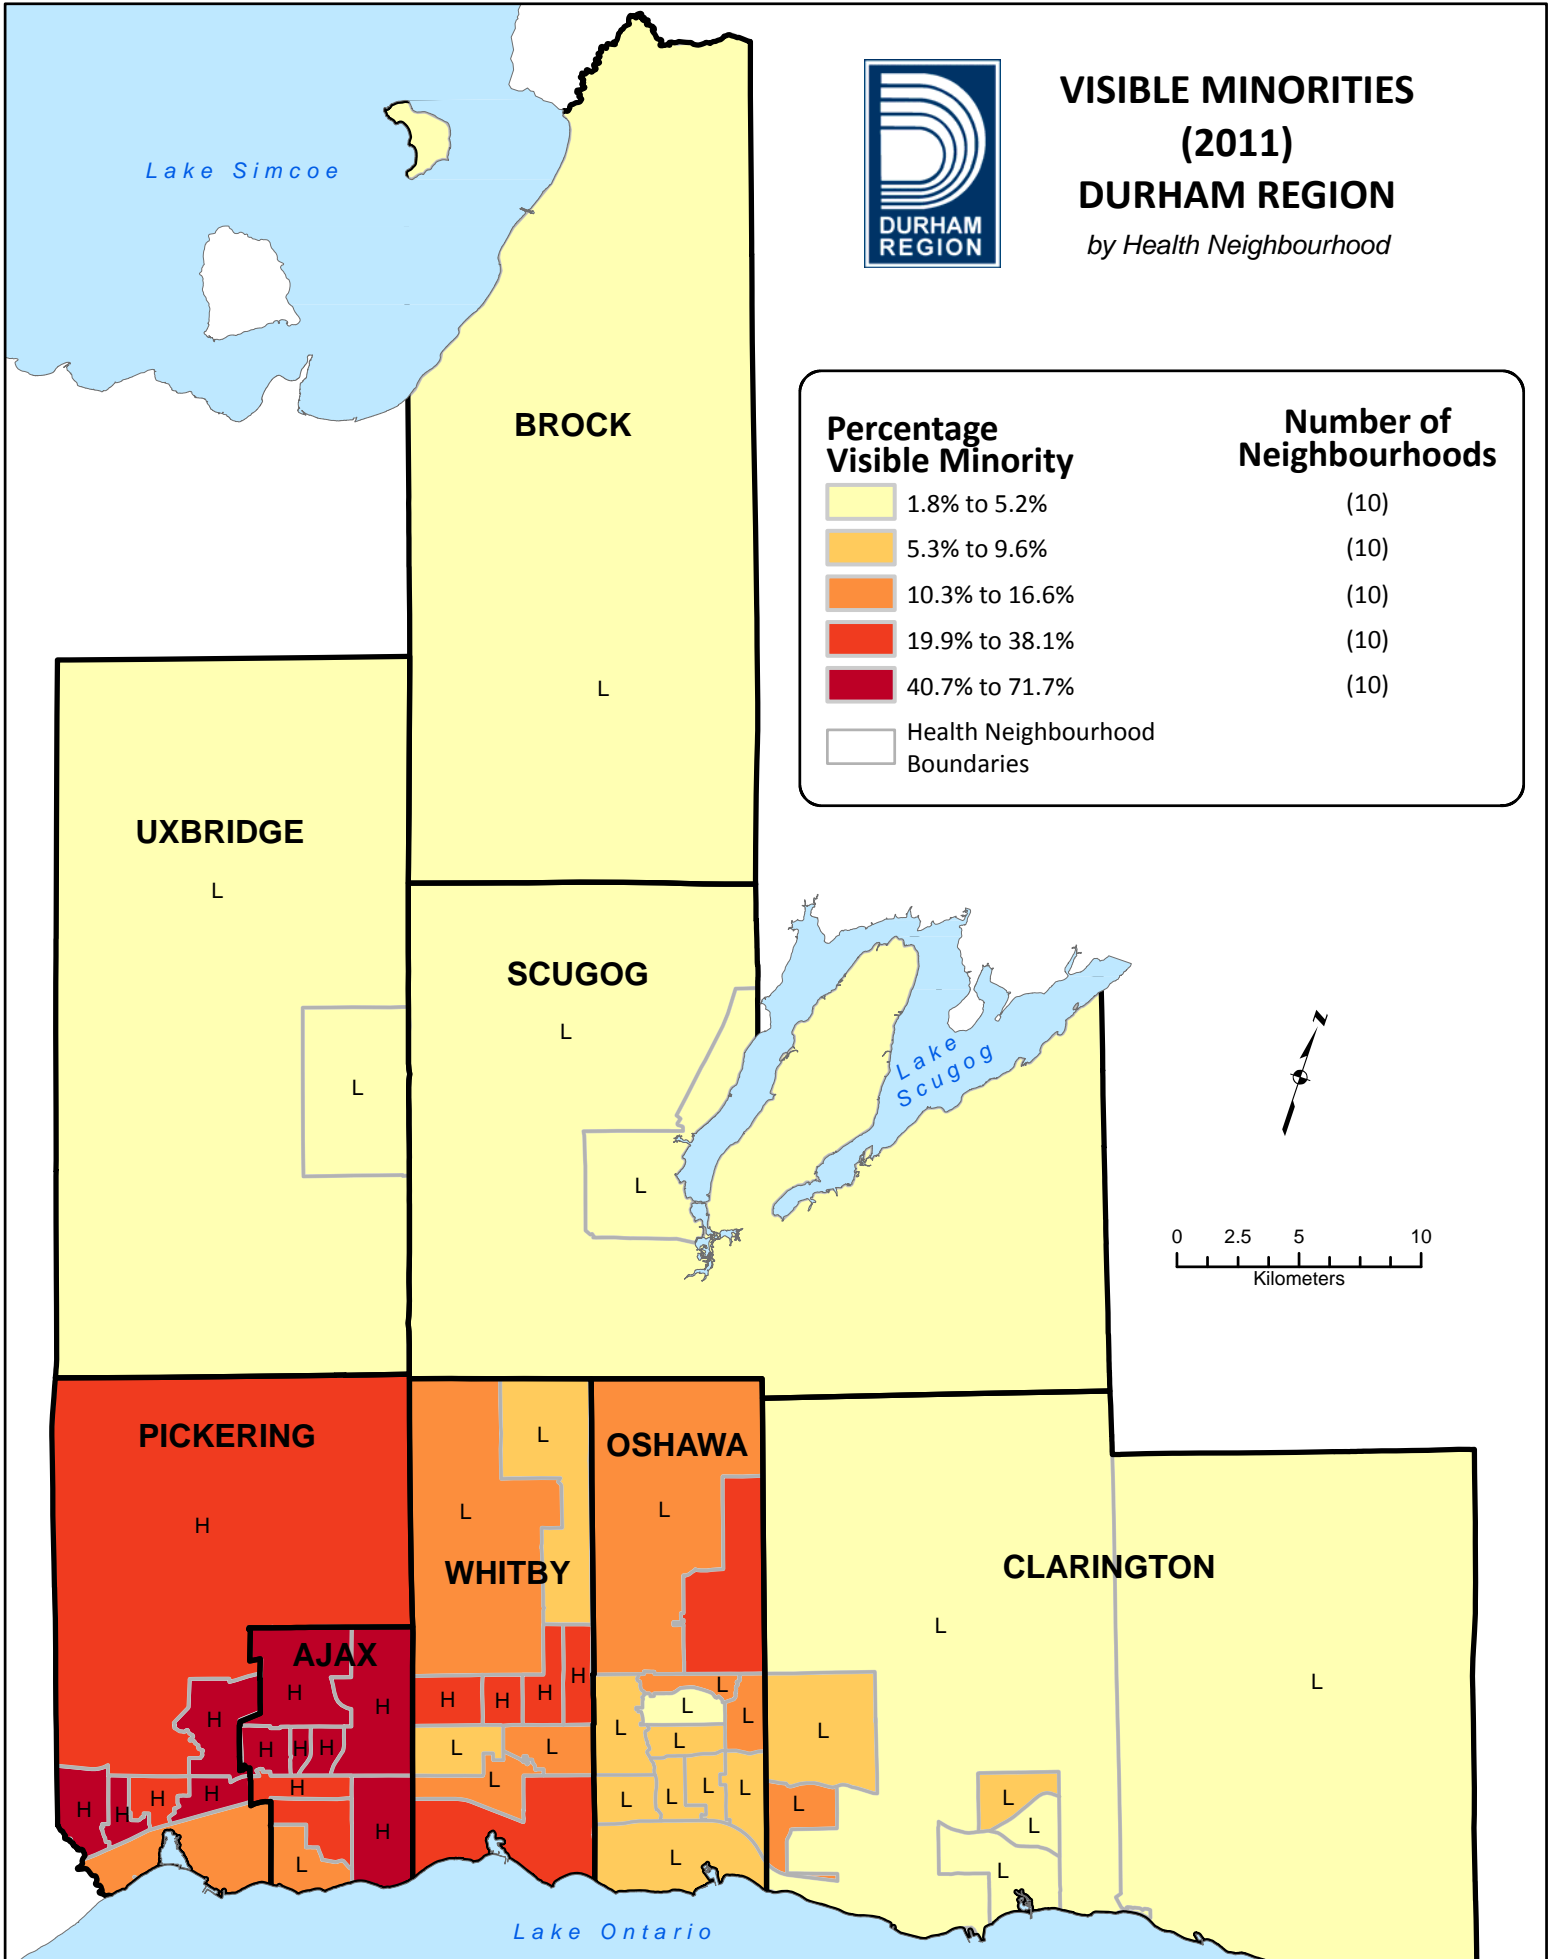 VISIBLE MINORITIES
(2011)
DURHAM REGION
by Health Neighbourhood
DURHAM
REGION
Lake Simcoe
BROCK
L
Percentage
Visible Minority
Number of
Neighbourhoods
1.8% to 5.2% (10)
5.3% to 9.6% (10)
10.3% to 16.6% (10)
19.9% to 38.1% (10)
40.7% to 71.7% (10)
Health Neighbourhood
Boundaries
UXBRIDGE
L
L
SCUGOG
L
L
Lake
Scugog
N
0 2.5 5 10
Kilometers
PICKERING
H
H
H
H
H
H
AJAX
H
H
H
H
H
H
H
L
WHITBY
L
L
H
H
H
H
L
L
L
OSHAWA
L
L
L
L
L
L
L
L
L
L
L
CLARINGTON
L
L
L
L
L
L
L
Lake Ontario